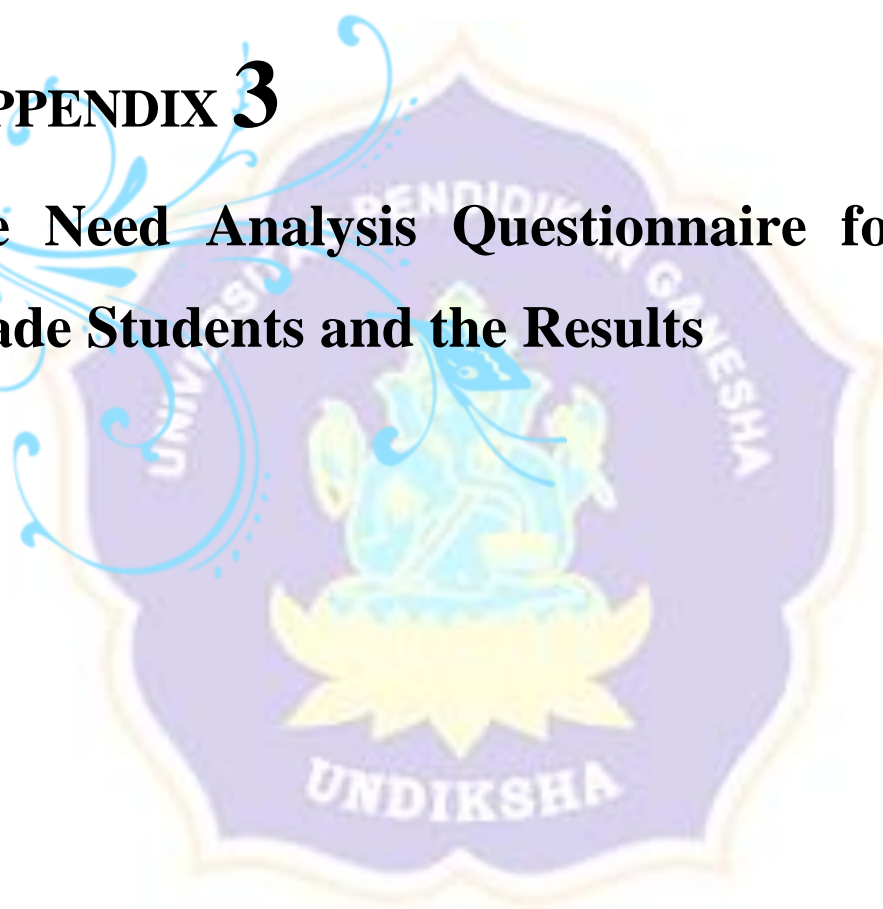 PPENDIX 3
e Need Analysis Questionnaire fo
ade Students and the Results
UNIVERSITAS PENDIDIKAN GANESHA
UNDIKSHA